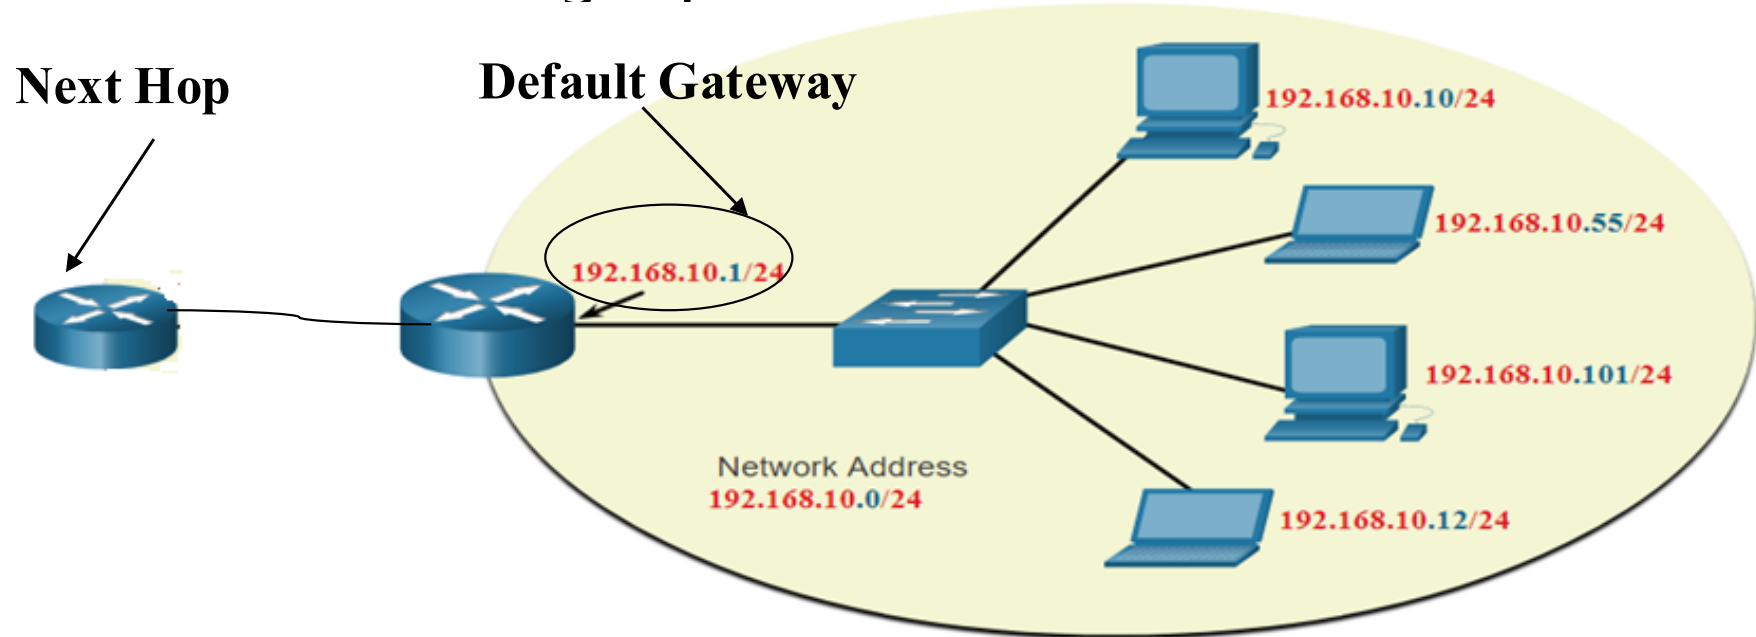 Next Hop
Default Gateway
192.168.10.10/24
192.168.10.55/24
192.168.10.1/24
192.168.10.101/24
Network Address
192.168.10.0/24
192.168.10.12/24